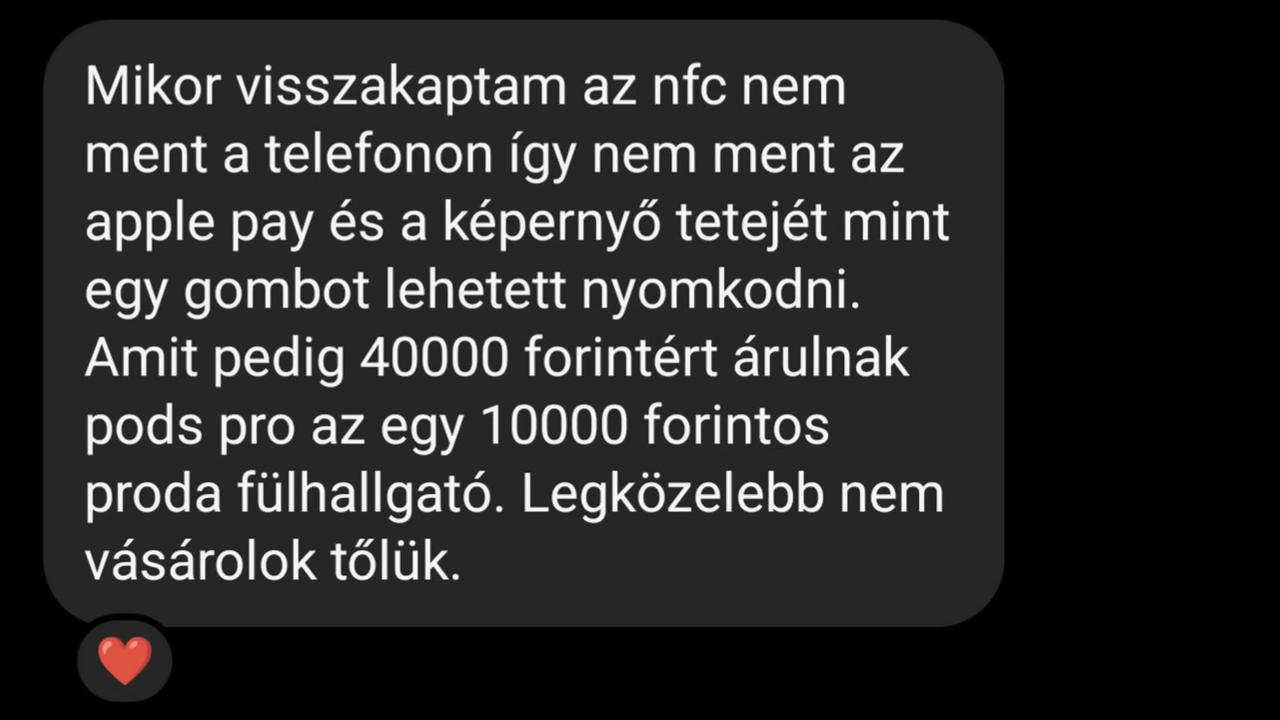 Mikor visszakaptam az nfc nem
ment a telefonon így nem ment az
apple pay és a képernyő tetejét mint
egy gombot lehetett nyomkodni.
Amit pedig 40000 forintért árulnak
pods pro az egy 10000 forintos
proda fülhallgató. Legközelebb nem
vásárolok tőlük.